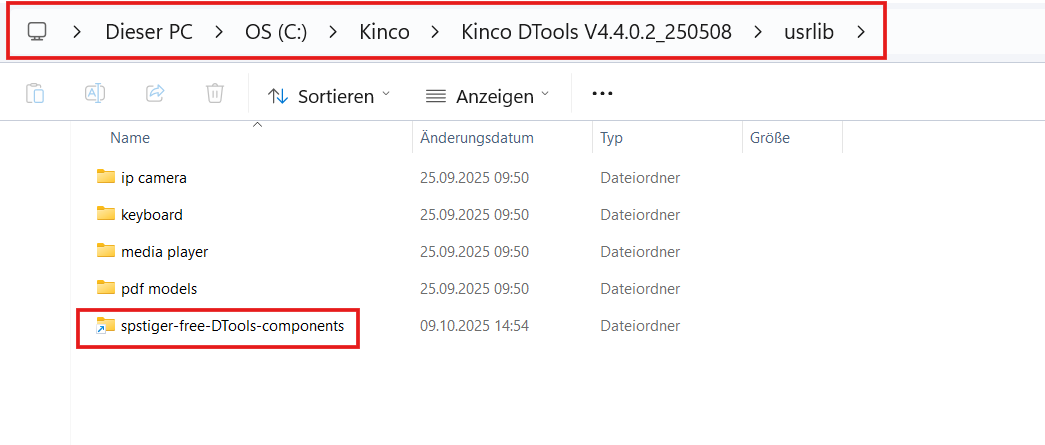 Dieser PC > OS (C:) > Kinco > Kinco DTools V4.4.0.2_250508 > usrlib >
Sortieren Anzeigen ...
Name Änderungsdatum Typ Größe
ip camera 25.09.2025 09:50 Dateiordner
keyboard 25.09.2025 09:50 Dateiordner
media player 25.09.2025 09:50 Dateiordner
pdf models 25.09.2025 09:50 Dateiordner
spstiger-free-DTools-components 09.10.2025 14:54 Dateiordner